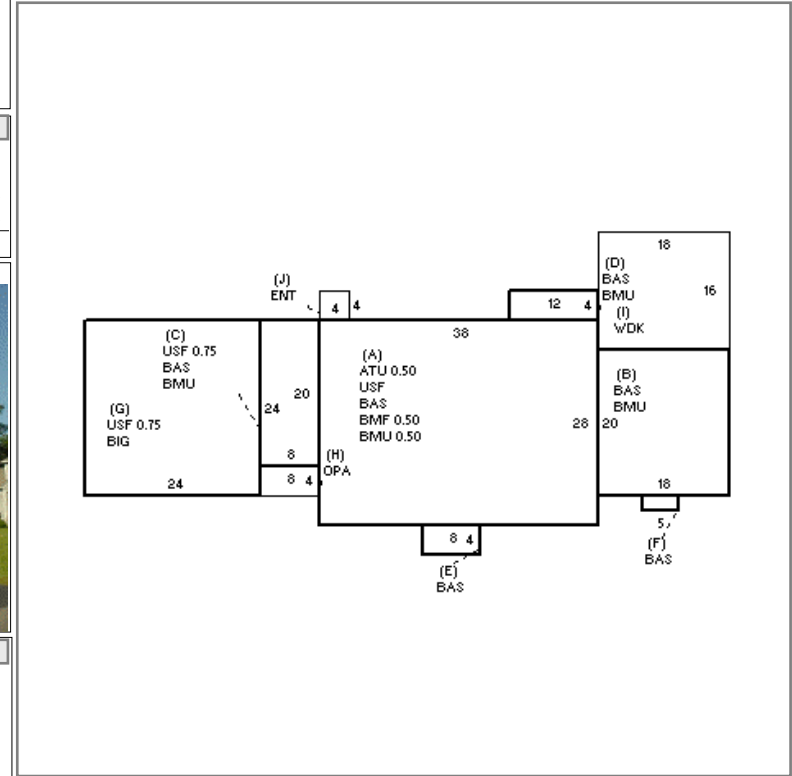 18
(D)
BAS
BMU
16
(I)
WDK
(J)
ENT
4 4
12 4
38
(C)
USF 0.75
BAS
BMU
(A)
ATU 0.50
USF
BAS
BMF 0.50
BMU 0.50
(B)
BAS
BMU
20
24
(G)
USF 0.75
BIG
28 20
8
(H)
OPA
8 4
24
18
5
8 4
(F)
BAS
(E)
BAS